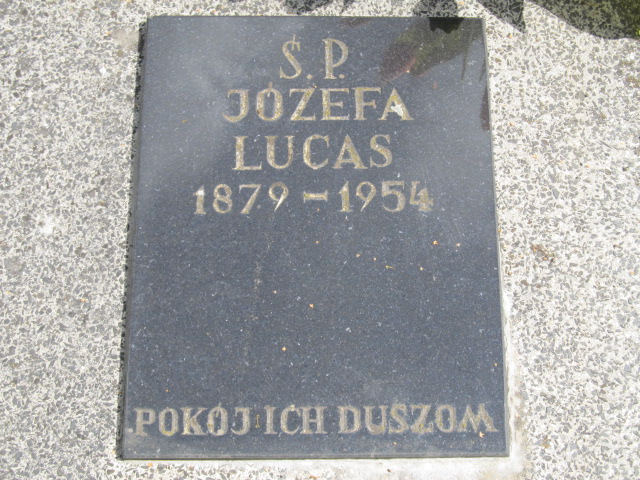 Ś.P.
JÓZEFA
LUCAS
1879-1954
POKÓJ ICH DUSZOM